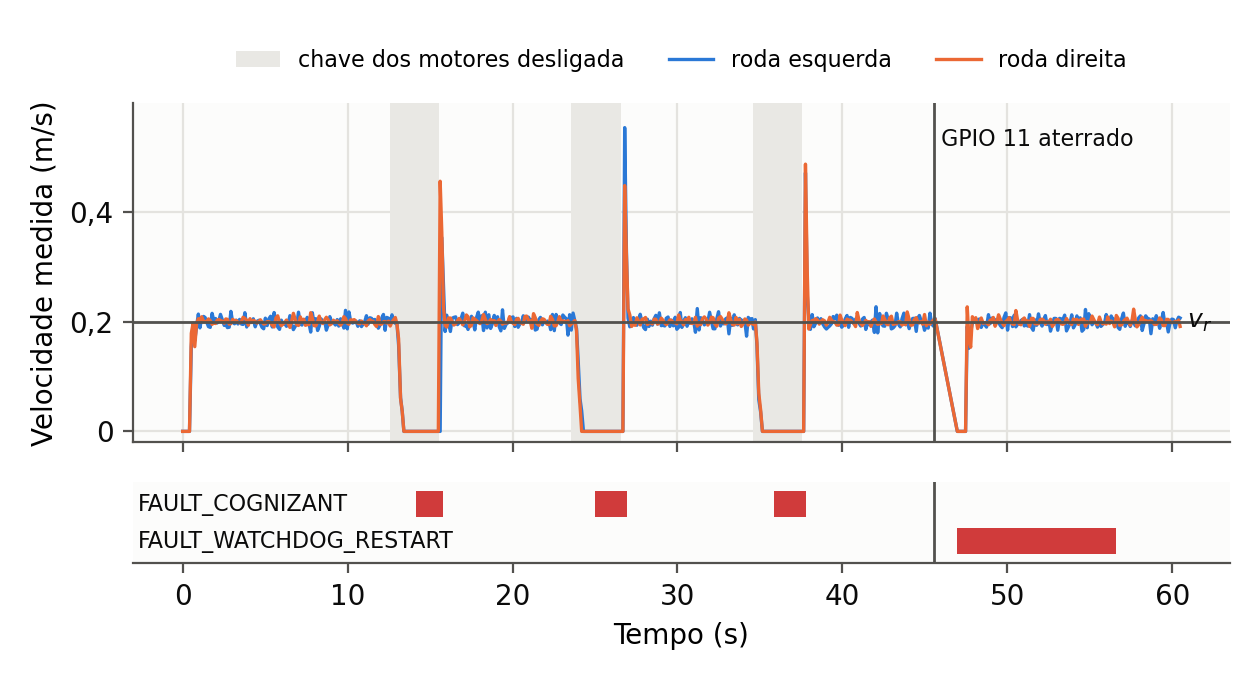 chave dos motores desligada roda esquerda roda direita
Velocidade medida (m/s)
GPIO 11 aterrado
0,4
0,2
v_r
0
FAULT_COGNIZANT
FAULT_WATCHDOG_RESTART
0 10 20 30 40 50 60
Tempo (s)